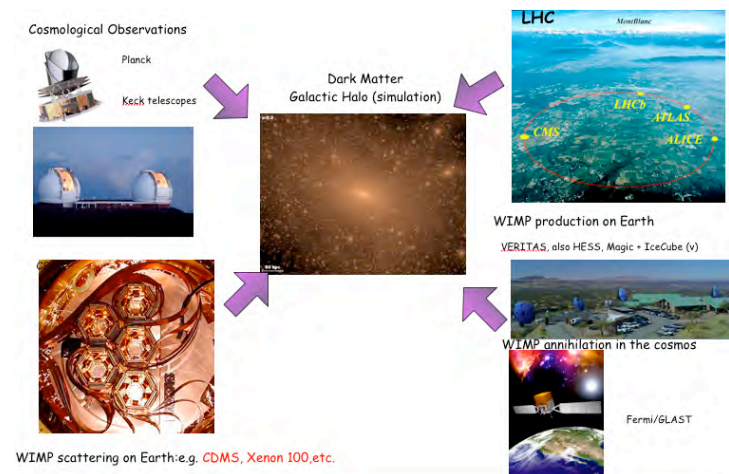 Cosmological Observations
Planck
Keck telescopes
Dark Matter
Galactic Halo (simulation)
LHC
MontBlanc
LHCb
ATLAS
CMS
ALICE
WIMP production on Earth
VERITAS, also HESS, Magic + IceCube (ν)
WIMP annihilation in the cosmos
Fermi/GLAST
WIMP scattering on Earth:e.g. CDMS, Xenon 100,etc.